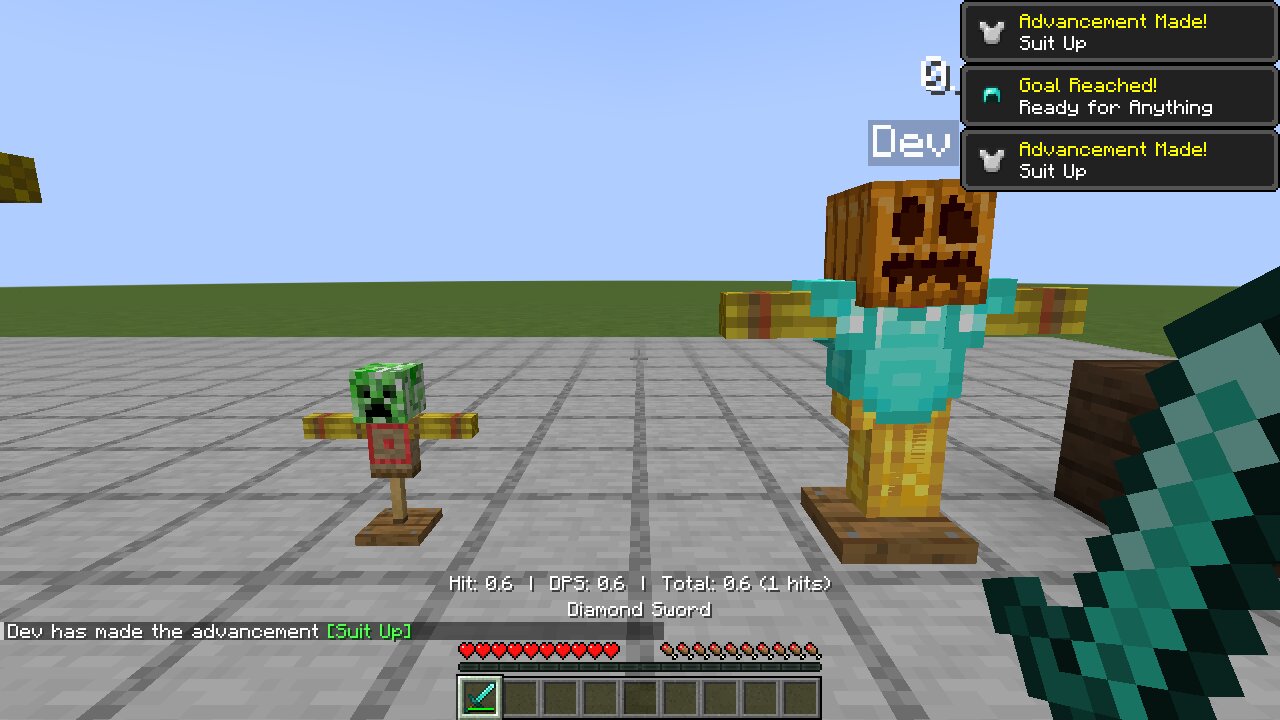 Advancement Made!
Suit Up
Goal Reached!
Ready for Anything
Advancement Made!
Suit Up
0.
Dev
Hit: 0.6 | DPS: 0.6 | Total: 0.6 (1 hits)
Diamond Sword
Dev has made the advancement [Suit Up]